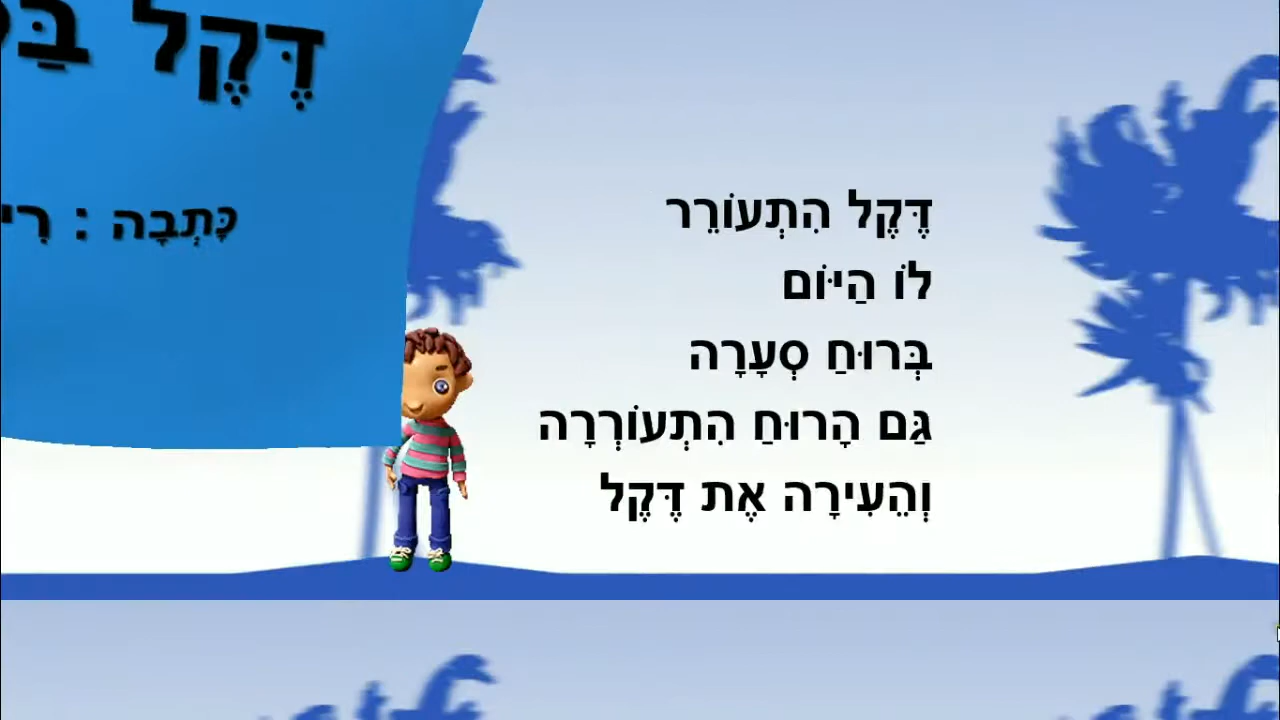 דֶּקֶל
כָּתְבָה :
דֶּקֶל הִתְעוֹרֵר
לוֹ הַיּוֹם
בְּרוּחַ סְעָרָה
גַּם הָרוּחַ הִתְעוֹרְרָה
וְהֵעִירָה אֶת דֶּקֶל